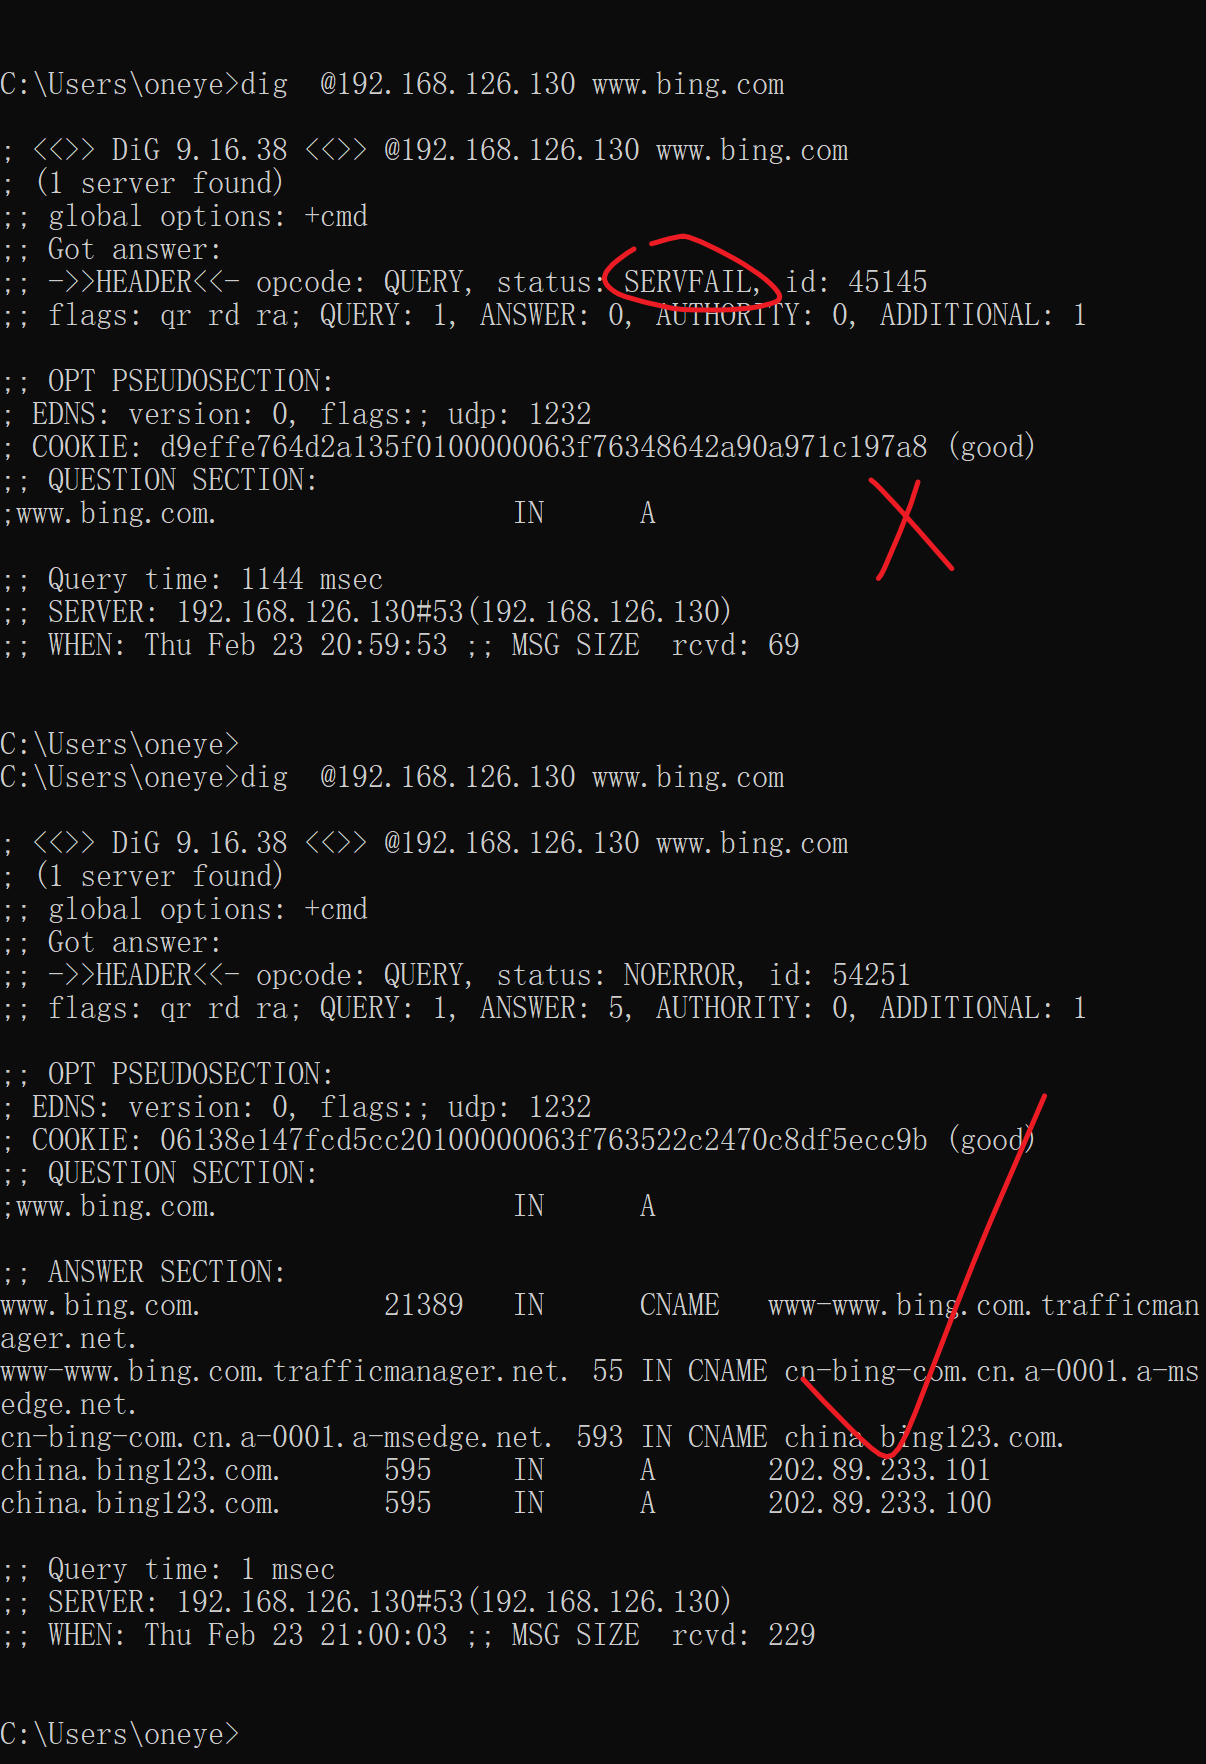 C:\Users\oneye>dig  @192.168.126.130 www.bing.com
; <<>> DiG 9.16.38 <<>> @192.168.126.130 www.bing.com
; (1 server found)
;; global options: +cmd
;; Got answer:
;; ->>HEADER<<- opcode: QUERY, status: SERVFAIL, id: 45145
;; flags: qr rd ra; QUERY: 1, ANSWER: 0, AUTHORITY: 0, ADDITIONAL: 1
;; OPT PSEUDOSECTION:
; EDNS: version: 0, flags:; udp: 1232
; COOKIE: d9effe764d2a135f0100000063f76348642a90a971c197a8 (good)
;; QUESTION SECTION:
;www.bing.com.                   IN      A
;; Query time: 1144 msec
;; SERVER: 192.168.126.130#53(192.168.126.130)
;; WHEN: Thu Feb 23 20:59:53 ;; MSG SIZE  rcvd: 69
C:\Users\oneye>
C:\Users\oneye>dig  @192.168.126.130 www.bing.com
; <<>> DiG 9.16.38 <<>> @192.168.126.130 www.bing.com
; (1 server found)
;; global options: +cmd
;; Got answer:
;; ->>HEADER<<- opcode: QUERY, status: NOERROR, id: 54251
;; flags: qr rd ra; QUERY: 1, ANSWER: 5, AUTHORITY: 0, ADDITIONAL: 1
;; OPT PSEUDOSECTION:
; EDNS: version: 0, flags:; udp: 1232
; COOKIE: 06138e147fcd5cc20100000063f763522c2470c8df5ecc9b (good)
;; QUESTION SECTION:
;www.bing.com.                   IN      A
;; ANSWER SECTION:
www.bing.com.           21389   IN      CNAME   www-www.bing.com.trafficman
ager.net.
www-www.bing.com.trafficmanager.net. 55 IN CNAME cn-bing-com.cn.a-0001.a-ms
edge.net.
cn-bing-com.cn.a-0001.a-msedge.net. 593 IN CNAME china.bing123.com.
china.bing123.com.      595     IN      A       202.89.233.101
china.bing123.com.      595     IN      A       202.89.233.100
;; Query time: 1 msec
;; SERVER: 192.168.126.130#53(192.168.126.130)
;; WHEN: Thu Feb 23 21:00:03 ;; MSG SIZE  rcvd: 229
C:\Users\oneye>